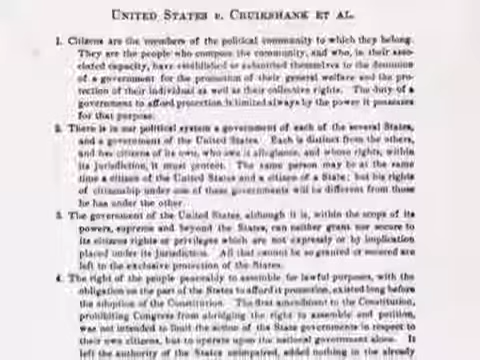 UNITED STATES v. CRUIKSHANK ET AL.
1. Citizens are the members of the political community to which they belong.
They are the people who compose the community, and who, in their asso-
ciated capacity, have established or submitted themselves to the dominion
of a government for the promotion of their general welfare and the pro-
tection of their individual as well as their collective rights. The duty of a
government to afford protection is limited always by the power it possesses
for that purpose.
2. There is in our political system a government of each of the several States,
and a government of the United States. Each is distinct from the others,
and has citizens of its own, who owe it allegiance, and whose rights, within
its jurisdiction, it must protect. The same person may be at the same
time a citizen of the United States and a citizen of a State; but his rights
of citizenship under one of these governments will be different from those
he has under the other.
3. The government of the United States, although it is, within the scope of its
powers, supreme and beyond the States, can neither grant nor secure to
its citizens rights or privileges which are not expressly or by implication
placed under its jurisdiction. All that cannot be so granted or secured are
left to the exclusive protection of the States.
4. The right of the people peaceably to assemble for lawful purposes, with the
obligation on the part of the States to afford it protection, existed long before
the adoption of the Constitution. The first amendment to the Constitution,
prohibiting Congress from abridging the right to assemble and petition,
was not intended to limit the action of the State governments in respect to
their own citizens, but to operate upon the national government alone. It
left the authority of the States unimpaired, added nothing to the already